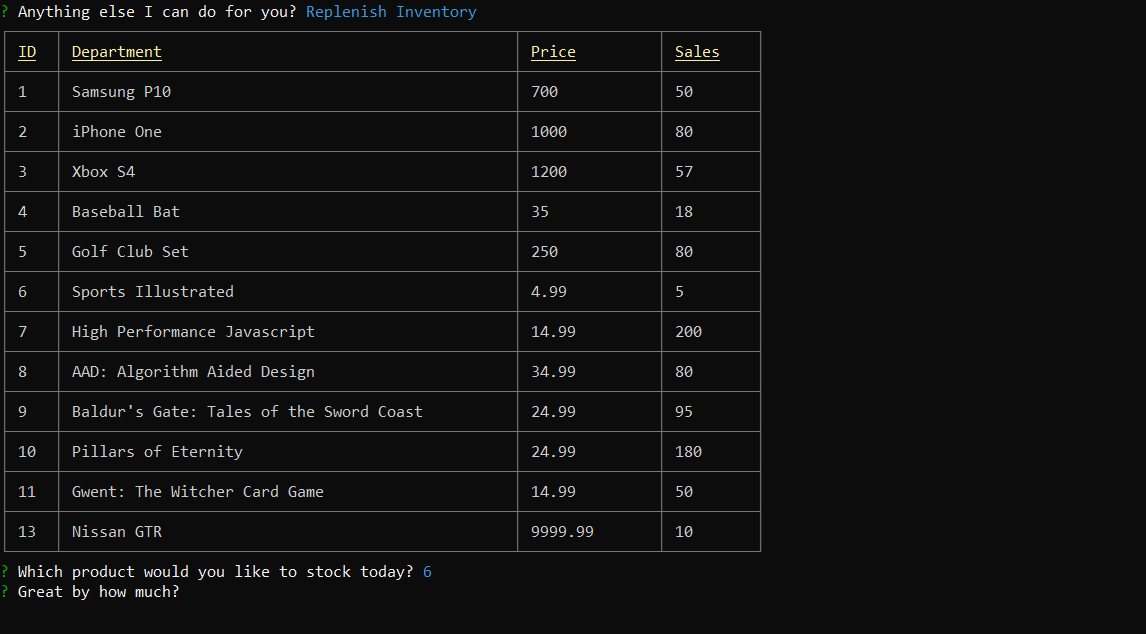 ? Anything else I can do for you? Replenish Inventory
ID Department Price Sales
1 Samsung P10 700 50
2 iPhone One 1000 80
3 Xbox S4 1200 57
4 Baseball Bat 35 18
5 Golf Club Set 250 80
6 Sports Illustrated 4.99 5
7 High Performance Javascript 14.99 200
8 AAD: Algorithm Aided Design 34.99 80
9 Baldur's Gate: Tales of the Sword Coast 24.99 95
10 Pillars of Eternity 24.99 180
11 Gwent: The Witcher Card Game 14.99 50
13 Nissan GTR 9999.99 10
? Which product would you like to stock today? 6
? Great by how much?